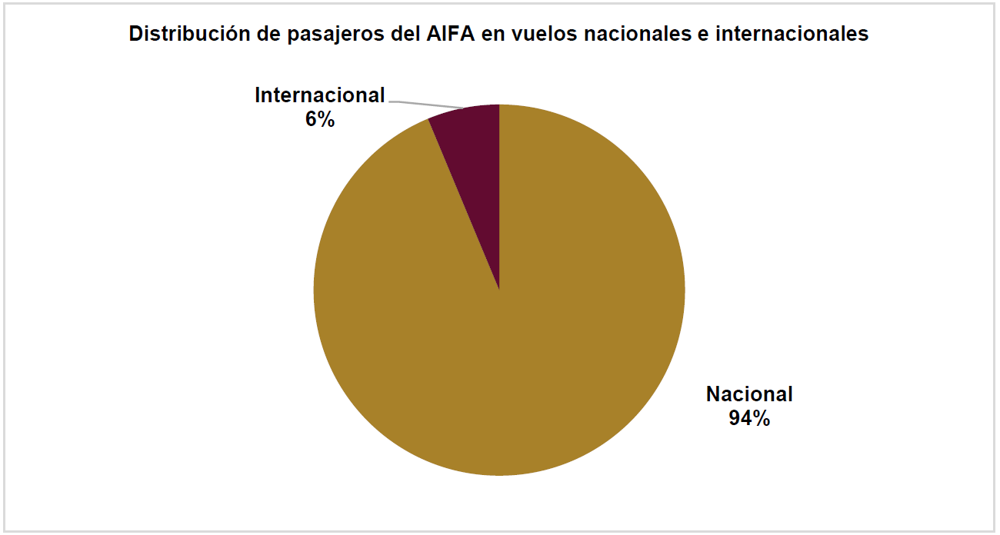 Distribución de pasajeros del AIFA en vuelos nacionales e internacionales
Internacional
6%
Nacional
94%